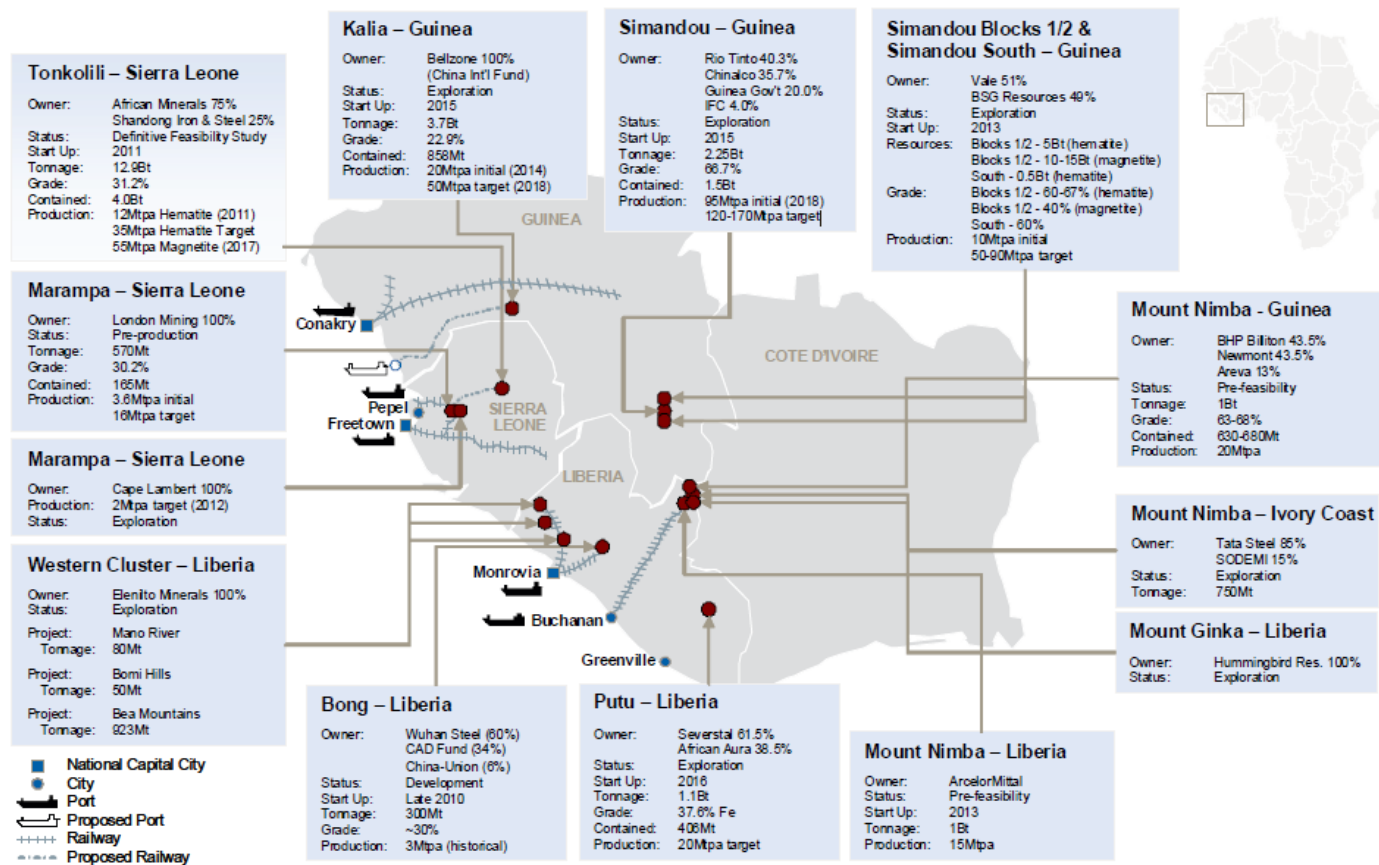 Kalia – Guinea
Owner: Bellzone 100%
(China Int'l Fund)
Status: Exploration
Start Up: 2015
Tonnage: 3.7Bt
Grade: 22.9%
Contained: 858Mt
Production: 20Mtpa initial (2014)
50Mtpa target (2018)
Simandou – Guinea
Owner: Rio Tinto 40.3%
Chinalco 35.7%
Guinea Gov't 20.0%
IFC 4.0%
Status: Exploration
Start Up: 2015
Tonnage: 2.25Bt
Grade: 66.7%
Contained: 1.5Bt
Production: 95Mtpa initial (2018)
120-170Mtpa target
Simandou Blocks 1/2 &
Simandou South – Guinea
Owner: Vale 51%
BSG Resources 49%
Status: Exploration
Start Up: 2013
Resources: Blocks 1/2 - 5Bt (hematite)
Blocks 1/2 - 10-15Bt (magnetite)
South - 0.5Bt (hematite)
Grade: Blocks 1/2 - 60-67% (hematite)
Blocks 1/2 - 40% (magnetite)
South - 60%
Production: 10Mtpa initial
50-90Mtpa target
Tonkolili – Sierra Leone
Owner: African Minerals 75%
Shandong Iron & Steel 25%
Status: Definitive Feasibility Study
Start Up: 2011
Tonnage: 12.9Bt
Grade: 31.2%
Contained: 4.0Bt
Production: 12Mtpa Hematite (2011)
35Mtpa Hematite Target
55Mtpa Magnetite (2017)
Marampa – Sierra Leone
Owner: London Mining 100%
Status: Pre-production
Tonnage: 570Mt
Grade: 30.2%
Contained: 165Mt
Production: 3.6Mtpa initial
16Mtpa target
Marampa – Sierra Leone
Owner: Cape Lambert 100%
Production: 2Mtpa target (2012)
Status: Exploration
Western Cluster – Liberia
Owner: Elenito Minerals 100%
Status: Exploration
Project: Mano River
Tonnage: 80Mt
Project: Bomi Hills
Tonnage: 50Mt
Project: Bea Mountains
Tonnage: 923Mt
GUINEA
COTE D'IVOIRE
SIERRA
LEONE
LIBERIA
Conakry
Pepel
Freetown
Monrovia
Buchanan
Greenville
Mount Nimba - Guinea
Owner: BHP Billiton 43.5%
Newmont 43.5%
Areva 13%
Status: Pre-feasibility
Tonnage: 1Bt
Grade: 63-68%
Contained: 630-680Mt
Production: 20Mtpa
Mount Nimba – Ivory Coast
Owner: Tata Steel 85%
SODEMI 15%
Status: Exploration
Tonnage: 750Mt
Mount Ginka – Liberia
Owner: Hummingbird Res. 100%
Status: Exploration
Bong – Liberia
Owner: Wuhan Steel (60%)
CAD Fund (34%)
China-Union (6%)
Status: Development
Start Up: Late 2010
Tonnage: 300Mt
Grade: ~30%
Production: 3Mtpa (historical)
Putu – Liberia
Owner: Severstal 61.5%
African Aura 38.5%
Status: Exploration
Start Up: 2016
Tonnage: 1.1Bt
Grade: 37.6% Fe
Contained: 406Mt
Production: 20Mtpa target
Mount Nimba – Liberia
Owner: ArcelorMittal
Status: Pre-feasibility
Start Up: 2013
Tonnage: 1Bt
Production: 15Mtpa
National Capital City
City
Port
Proposed Port
Railway
Proposed Railway